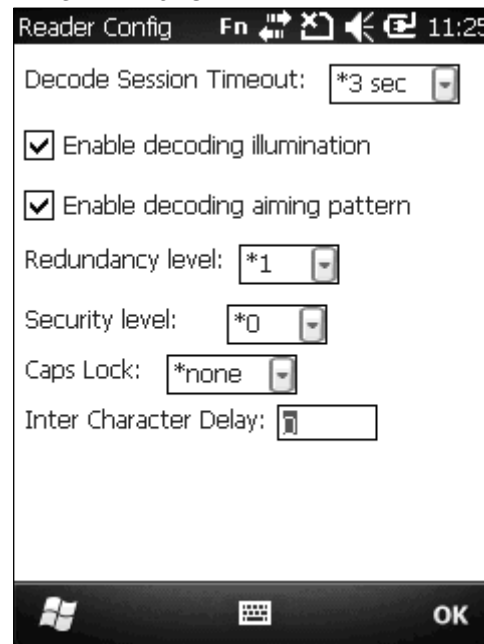 Reader Config Fn 11:25
Decode Session Timeout: *3 sec
Enable decoding illumination
Enable decoding aiming pattern
Redundancy level: *1
Security level: *0
Caps Lock: *none
Inter Character Delay:
OK